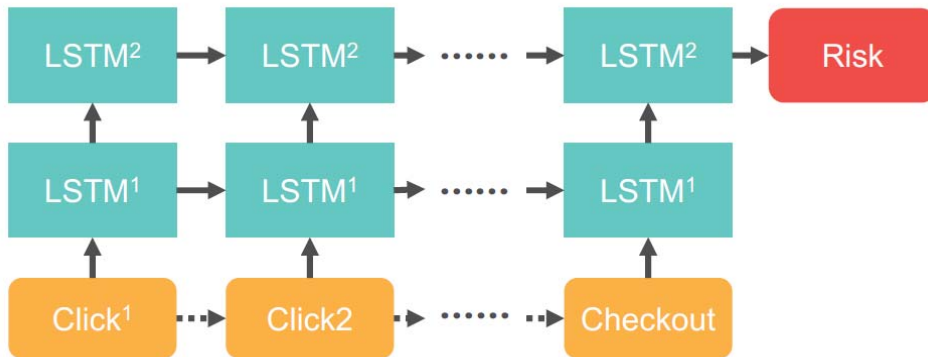 LSTM² LSTM² ...... LSTM² Risk
LSTM¹ LSTM¹ ...... LSTM¹
Click¹ Click2 ...... Checkout